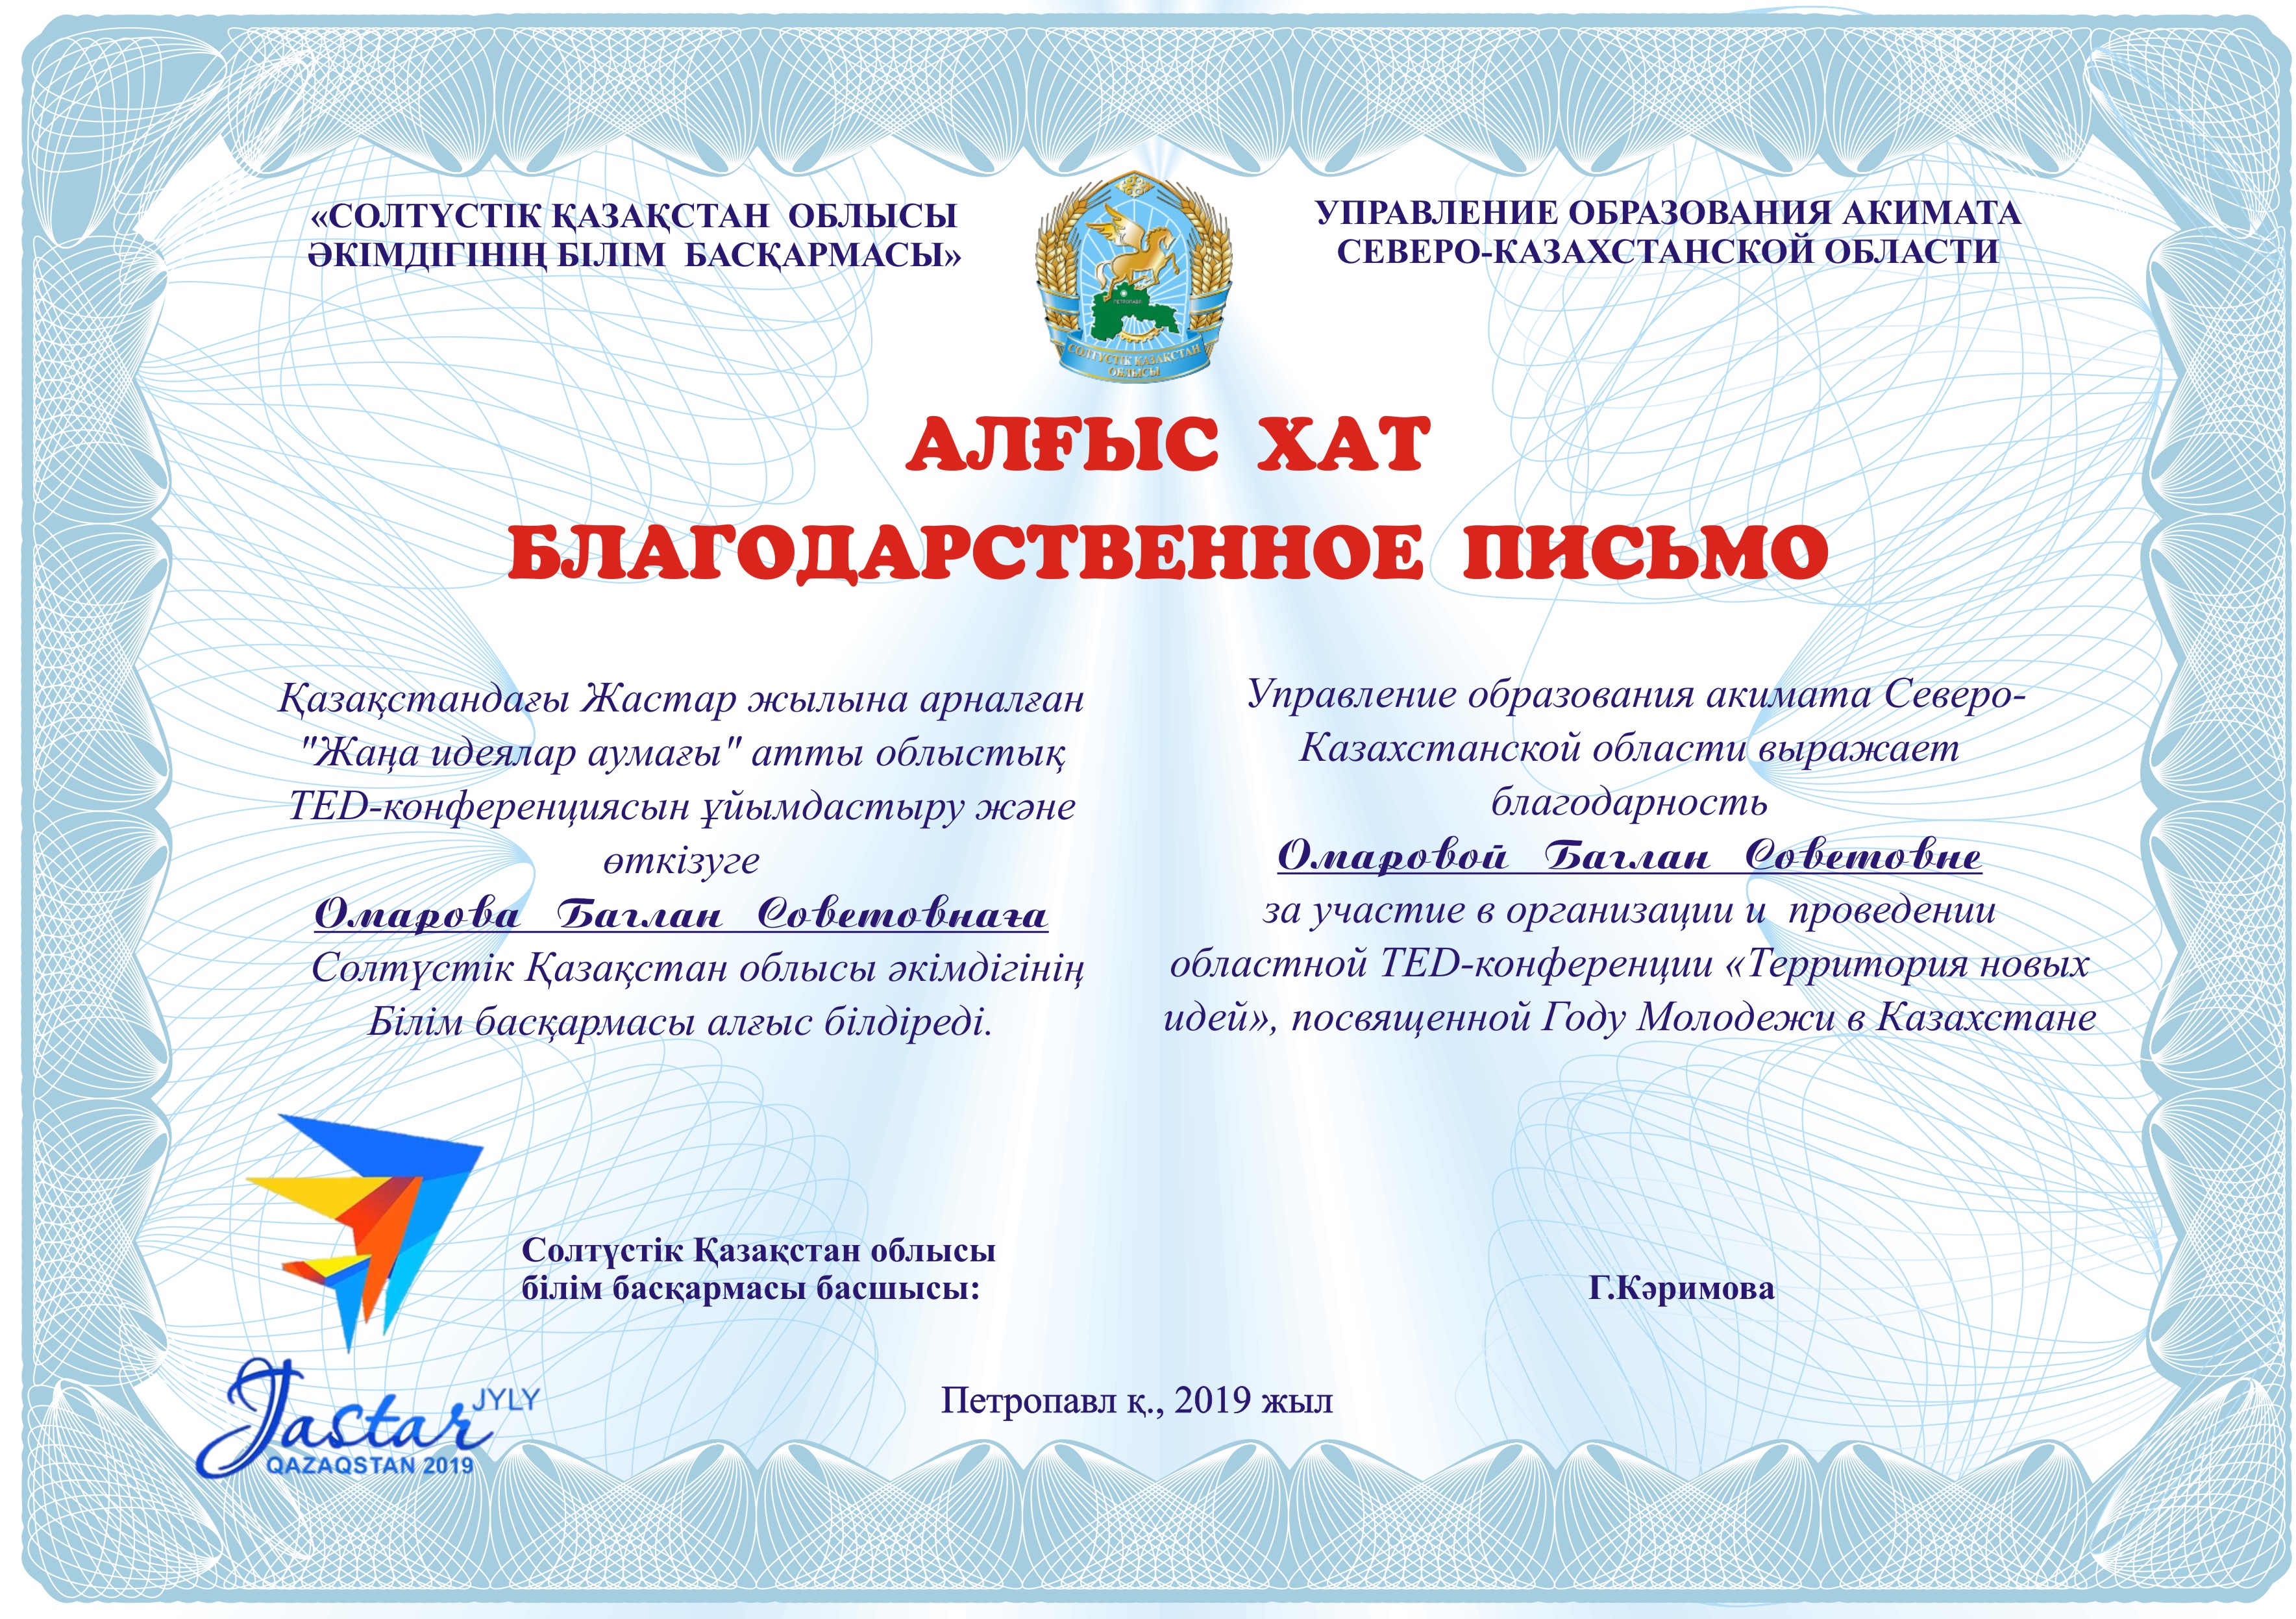 «СОЛТҮСТІК ҚАЗАҚСТАН ОБЛЫСЫ
ӘКІМДІГІНІҢ БІЛІМ БАСҚАРМАСЫ»
УПРАВЛЕНИЕ ОБРАЗОВАНИЯ АКИМАТА
СЕВЕРО-КАЗАХСТАНСКОЙ ОБЛАСТИ
ПЕТРОПАВЛ
СОЛТҮСТІК ҚАЗАҚСТАН
ОБЛЫСЫ
АЛҒЫС ХАТ
БЛАГОДАРСТВЕННОЕ ПИСЬМО
Қазақстандағы Жастар жылына арналған
"Жаңа идеялар аумағы" атты облыстық
TED-конференциясын ұйымдастыру және
өткізуге
Омарова Баглан Советовнаға
Солтүстік Қазақстан облысы әкімдігінің
Білім басқармасы алғыс білдіреді.
Управление образования акимата Северо-
Казахстанской области выражает
благодарность
Омаровой Баглан Советовне
за участие в организации и проведении
областной TED-конференции «Территория новых
идей», посвященной Году Молодежи в Казахстане
Солтүстік Қазақстан облысы
білім басқармасы басшысы:
Г.Кәримова
Jastar JYLY
QAZAQSTAN 2019
Петропавл қ., 2019 жыл